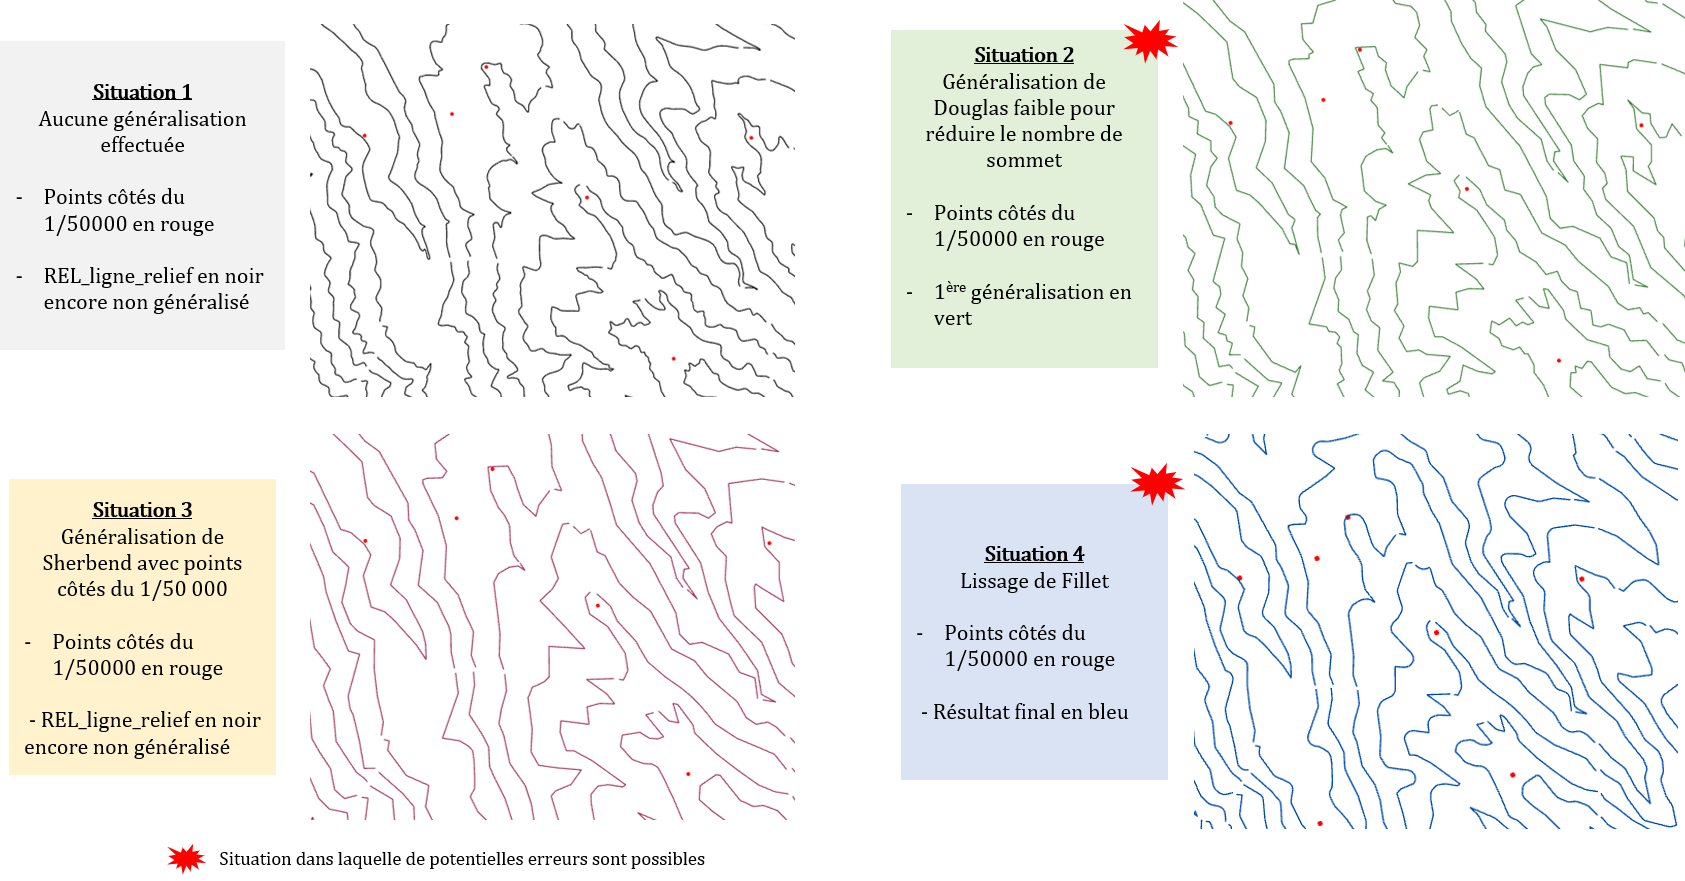 Situation 1
Aucune généralisation
effectuée
- Points côtés du
1/50000 en rouge
- REL_ligne_relief en noir
encore non généralisé
Situation 2
Généralisation de
Douglas faible pour
réduire le nombre de
sommet
- Points côtés du
1/50000 en rouge
- 1ère généralisation en
vert
Situation 3
Généralisation de
Sherbend avec points
côtés du 1/50 000
- Points côtés du
1/50000 en rouge
- REL_ligne_relief en noir
encore non généralisé
Situation 4
Lissage de Fillet
- Points côtés du
1/50000 en rouge
- Résultat final en bleu
Situation dans laquelle de potentielles erreurs sont possibles